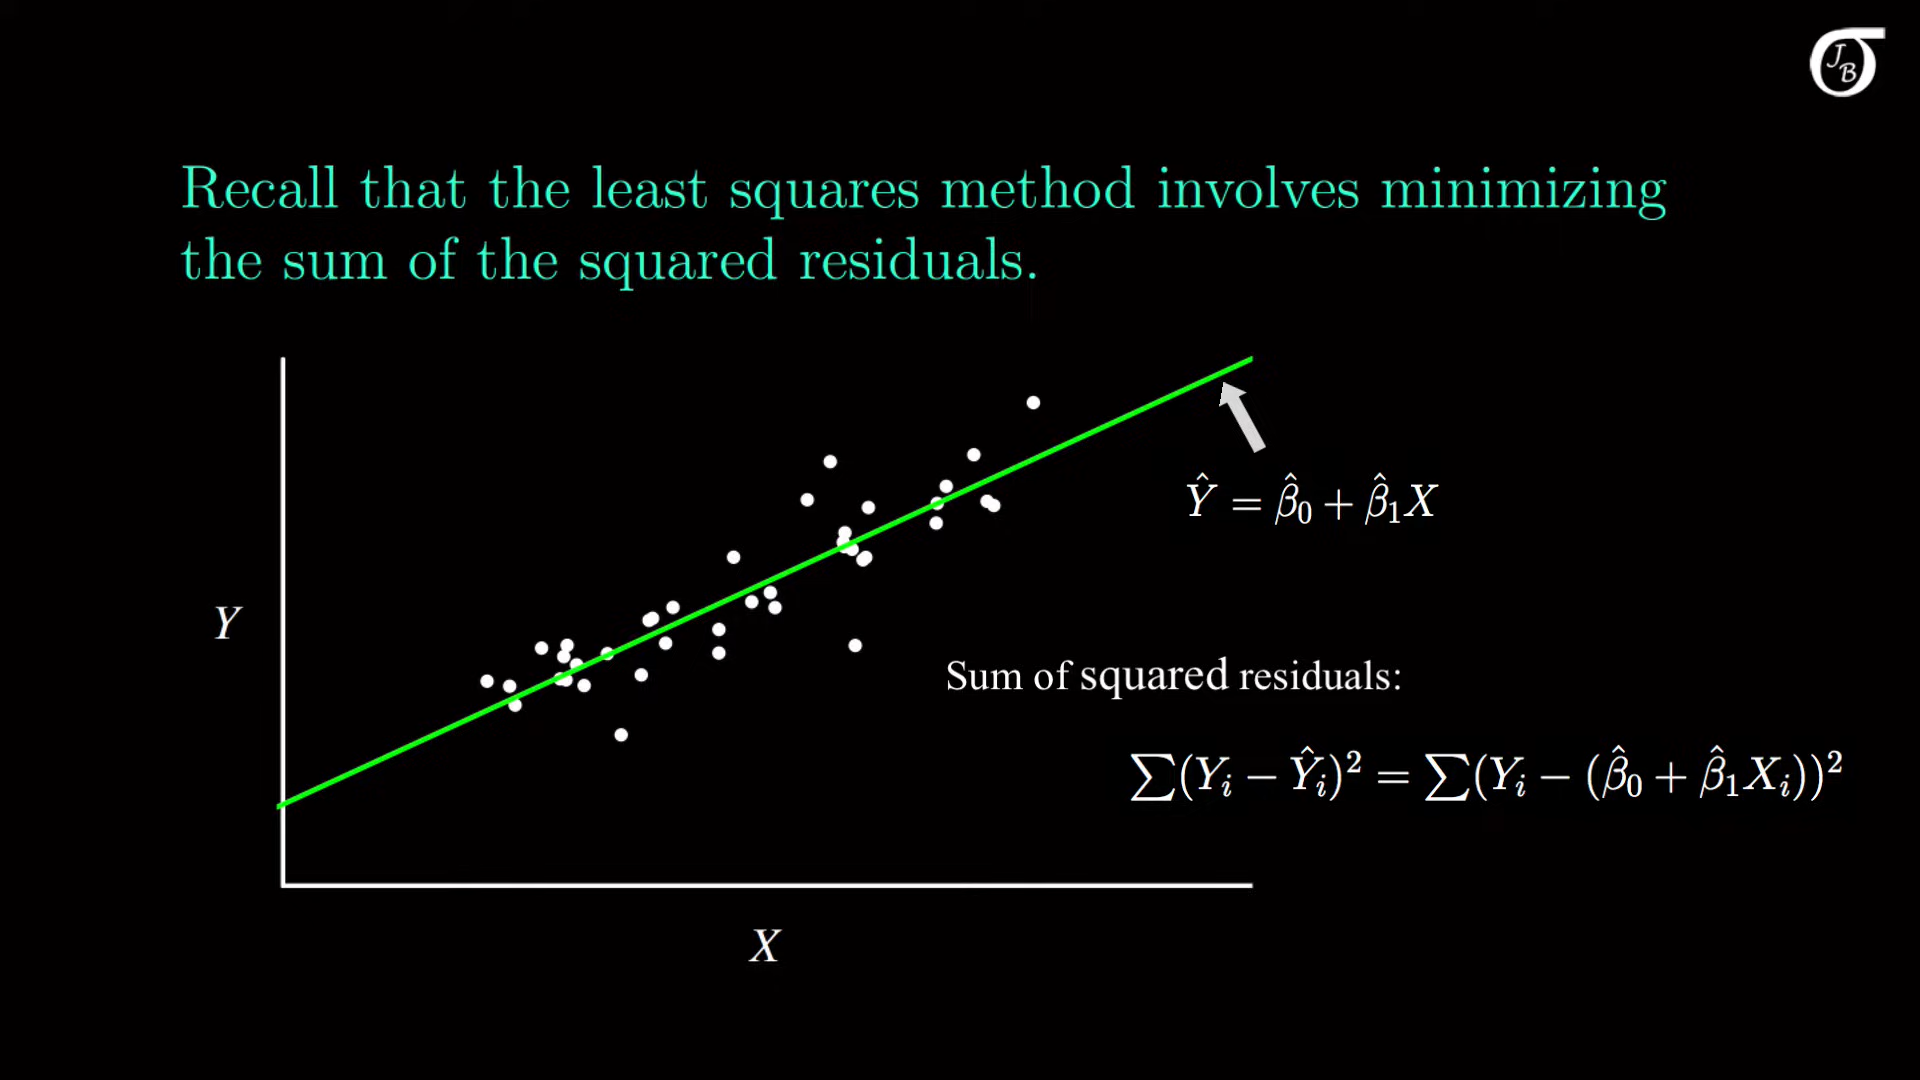 JB
Recall that the least squares method involves minimizing
the sum of the squared residuals.
Ŷ = β̂₀ + β̂₁X
Y
Sum of squared residuals:
∑(Yᵢ − Ŷᵢ)² = ∑(Yᵢ − (β̂₀ + β̂₁Xᵢ))²
X